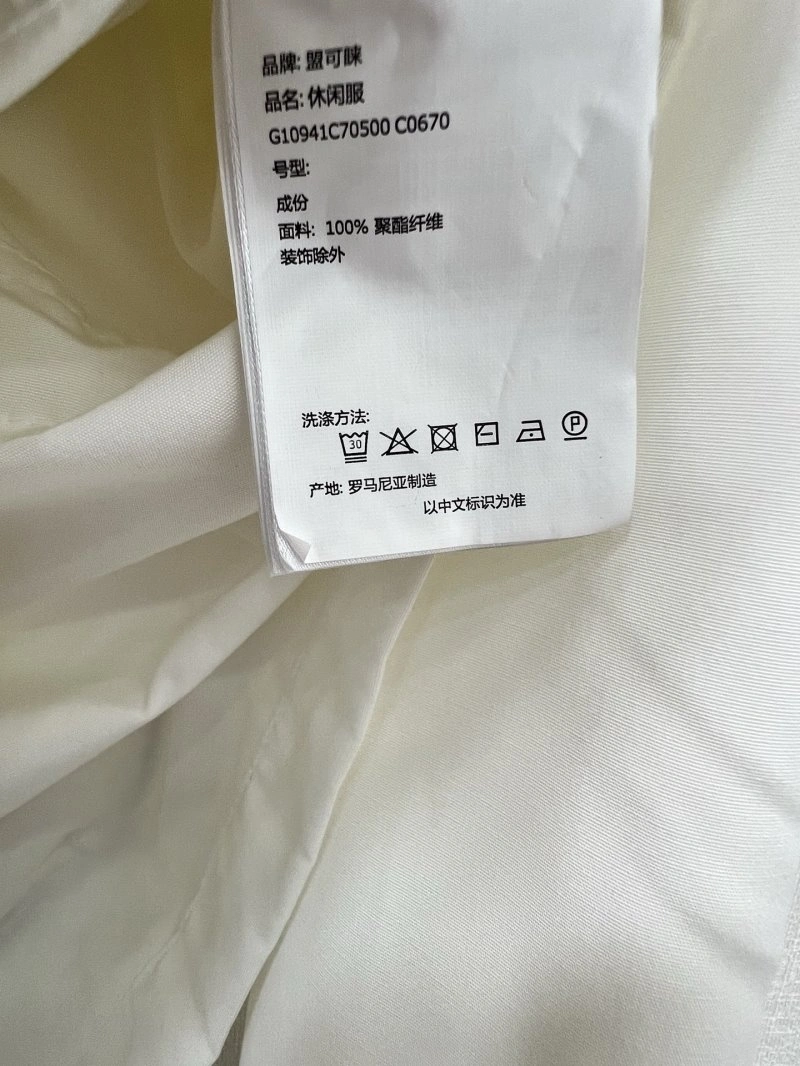 品牌: 盟可睐
品名: 休闲服
G10941C70500 C0670
号型:
成份
面料: 100% 聚酯纤维
装饰除外
洗涤方法:
30
P
产地: 罗马尼亚制造
以中文标识为准